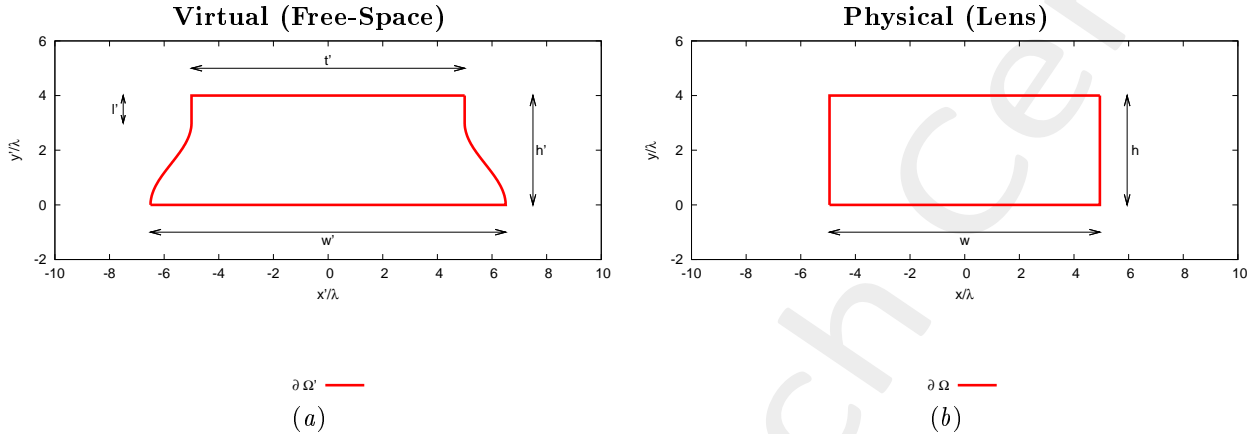 Virtual (Free-Space)
6
4
2
0
-2
-10
-8
-6
-4
-2
0
2
4
6
8
10
y'/λ
x'/λ
t'
l'
h'
w'
∂ Ω'
(a)
Physical (Lens)
6
4
2
0
-2
-10
-8
-6
-4
-2
0
2
4
6
8
10
y/λ
x/λ
h
w
∂ Ω
(b)